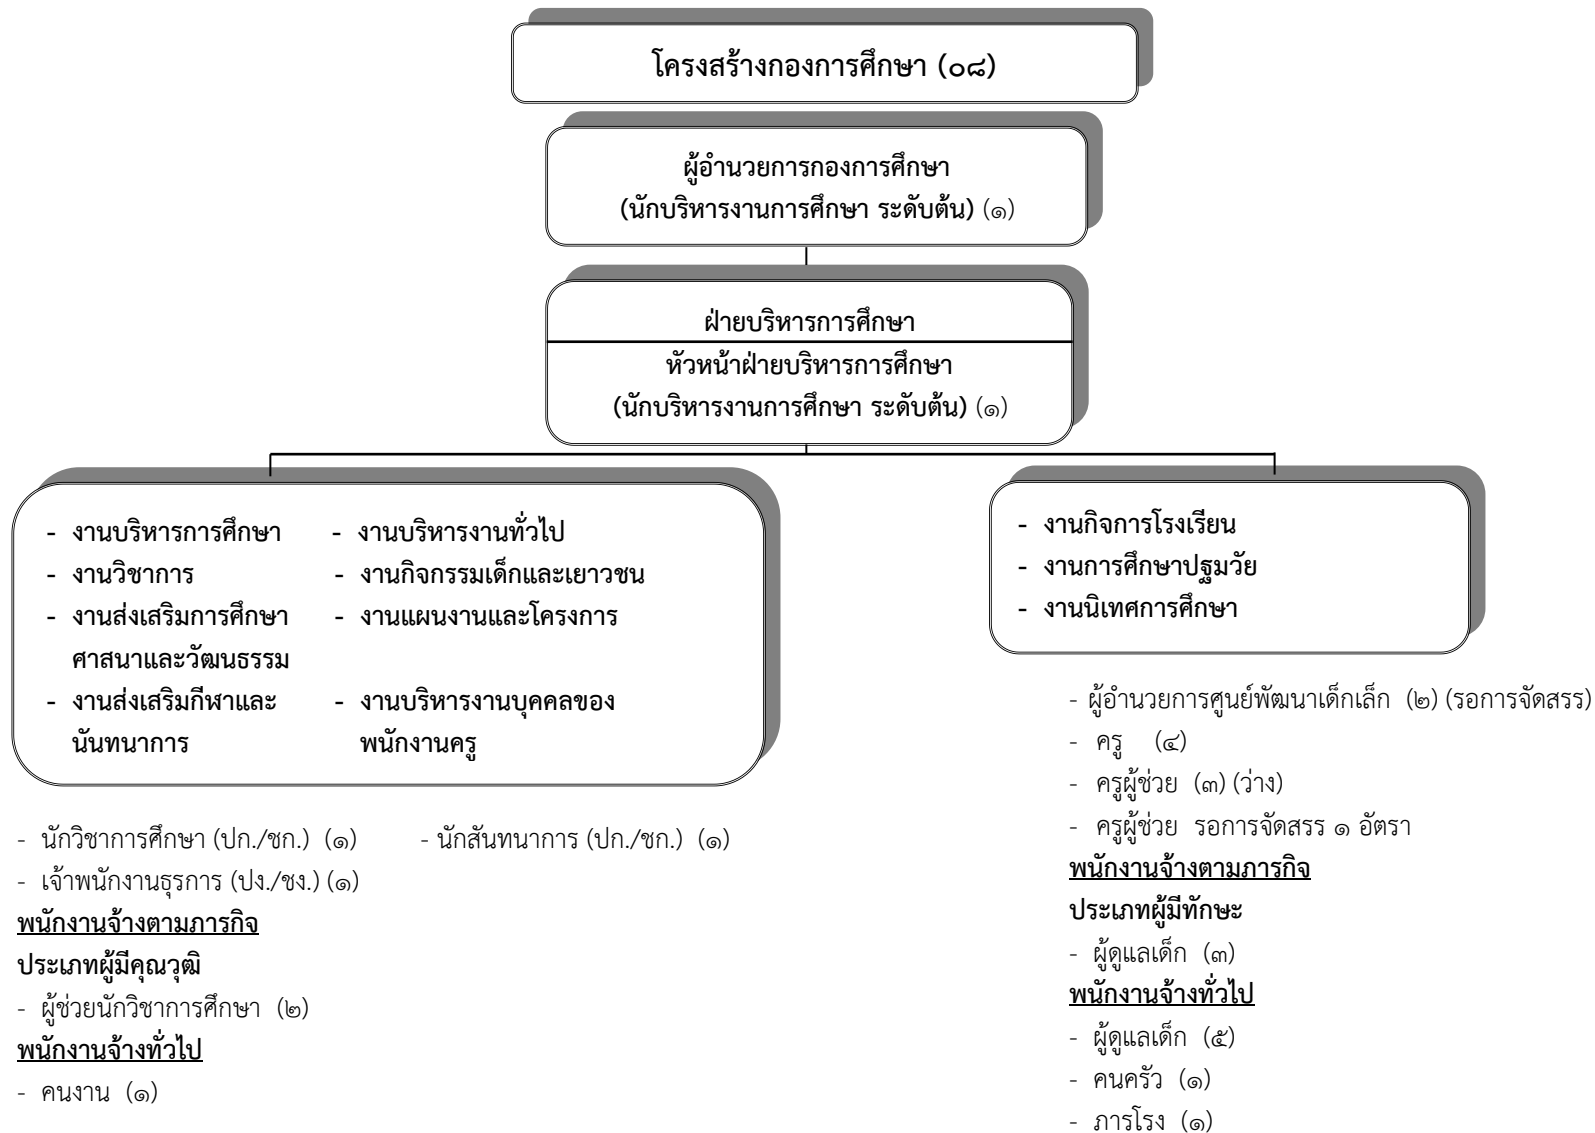 โครงสร้างกองการศึกษา (๐๘)
ผู้อำนวยการกองการศึกษา
(นักบริหารงานการศึกษา ระดับต้น) (๑)
ฝ่ายบริหารการศึกษา
หัวหน้าฝ่ายบริหารการศึกษา
(นักบริหารงานการศึกษา ระดับต้น) (๑)
- งานบริหารการศึกษา - งานบริหารงานทั่วไป
- งานวิชาการ - งานกิจกรรมเด็กและเยาวชน
- งานส่งเสริมการศึกษา - งานแผนงานและโครงการ
ศาสนาและวัฒนธรรม
- งานส่งเสริมกีฬาและ - งานบริหารงานบุคคลของ
นันทนาการ พนักงานครู
- นักวิชาการศึกษา (ปก./ชก.) (๑) - นักสันทนาการ (ปก./ชก.) (๑)
- เจ้าพนักงานธุรการ (ปง./ชง.) (๑)
พนักงานจ้างตามภารกิจ
ประเภทผู้มีคุณวุฒิ
- ผู้ช่วยนักวิชาการศึกษา (๒)
พนักงานจ้างทั่วไป
- คนงาน (๑)
- งานกิจการโรงเรียน
- งานการศึกษาปฐมวัย
- งานนิเทศการศึกษา
- ผู้อำนวยการศูนย์พัฒนาเด็กเล็ก (๒) (รอการจัดสรร)
- ครู (๔)
- ครูผู้ช่วย (๓) (ว่าง)
- ครูผู้ช่วย รอการจัดสรร ๑ อัตรา
พนักงานจ้างตามภารกิจ
ประเภทผู้มีทักษะ
- ผู้ดูแลเด็ก (๓)
พนักงานจ้างทั่วไป
- ผู้ดูแลเด็ก (๕)
- คนครัว (๑)
- ภารโรง (๑)